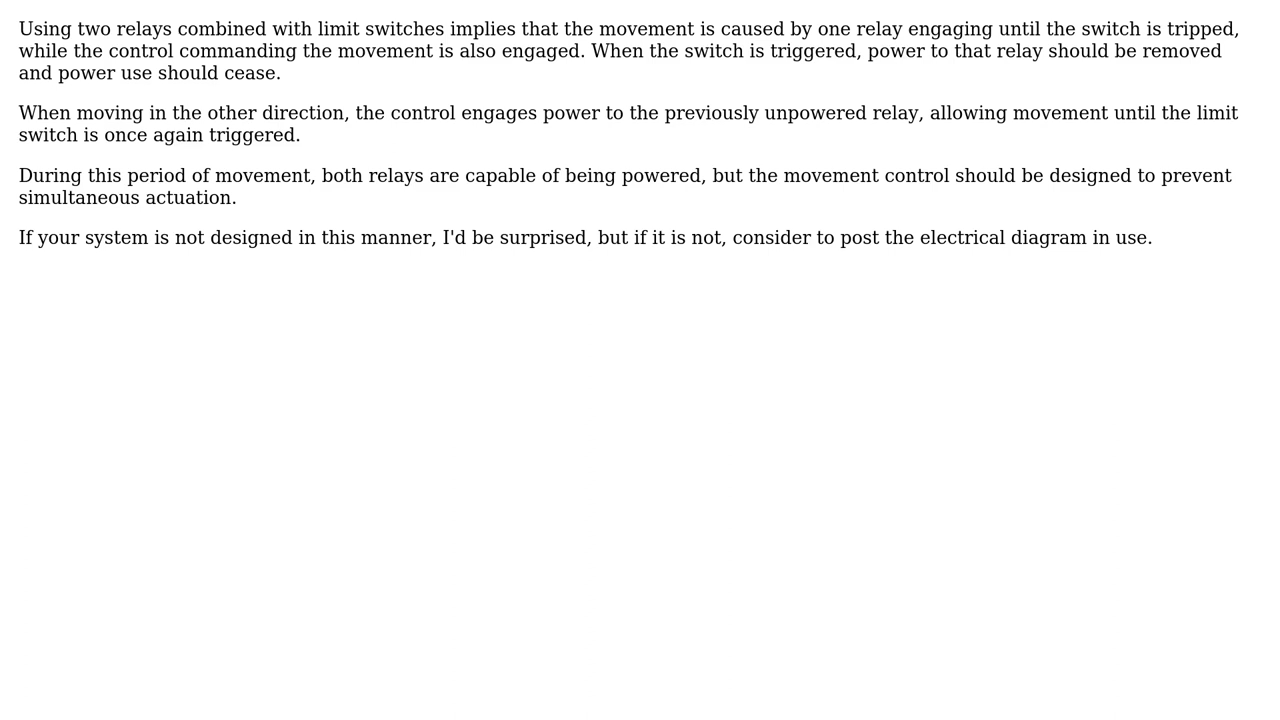 Using two relays combined with limit switches implies that the movement is caused by one relay engaging until the switch is tripped,
while the control commanding the movement is also engaged. When the switch is triggered, power to that relay should be removed
and power use should cease.
When moving in the other direction, the control engages power to the previously unpowered relay, allowing movement until the limit
switch is once again triggered.
During this period of movement, both relays are capable of being powered, but the movement control should be designed to prevent
simultaneous actuation.
If your system is not designed in this manner, I'd be surprised, but if it is not, consider to post the electrical diagram in use.